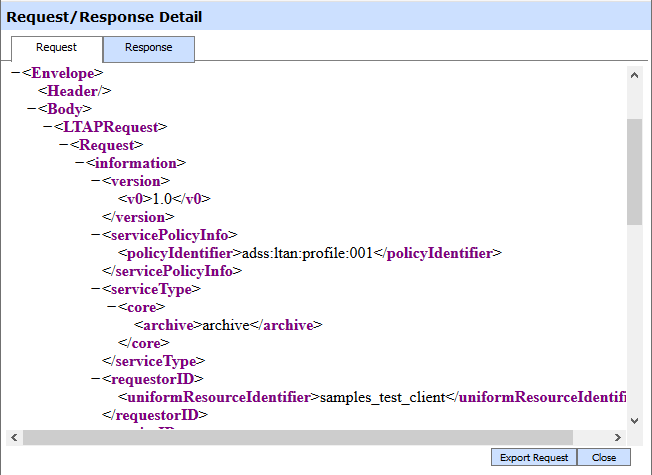 Request/Response Detail
Request Response
−<Envelope>
<Header/>
−<Body>
−<LTAPRequest>
−<Request>
−<information>
−<version>
<v0>1.0</v0>
</version>
−<servicePolicyInfo>
<policyIdentifier>adss:ltan:profile:001</policyIdentifier>
</servicePolicyInfo>
−<serviceType>
−<core>
<archive>archive</archive>
</core>
</serviceType>
−<requestorID>
<uniformResourceIdentifier>samples_test_client</uniformResourceIdentifi
</requestorID>
Export Request Close